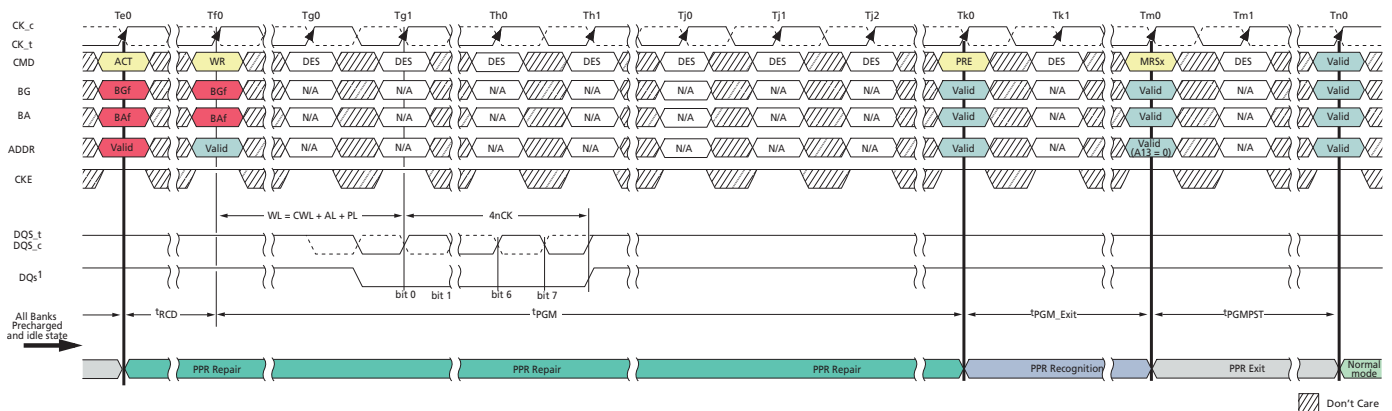 Te0 Tf0 Tg0 Tg1 Th0 Th1 Tj0 Tj1 Tj2 Tk0 Tk1 Tm0 Tm1 Tn0
CK_c
CK_t
CMD ACT WR DES DES DES DES DES DES DES PRE DES MRSx DES Valid
BG BGf BGf N/A N/A N/A N/A N/A N/A N/A Valid N/A Valid N/A Valid
BA BAf BAf N/A N/A N/A N/A N/A N/A N/A Valid N/A Valid N/A Valid
ADDR Valid Valid N/A N/A N/A N/A N/A N/A N/A Valid N/A Valid (A13 = 0) N/A Valid
CKE
WL = CWL + AL + PL 4nCK
DQS_t
DQS_c
DQs1
bit 0 bit 1 bit 6 bit 7
All Banks
Precharged
and idle state
tRCD tPGM tPGM_Exit tPGMPST
PPR Repair PPR Repair PPR Repair PPR Recognition PPR Exit Normal mode
Don't Care